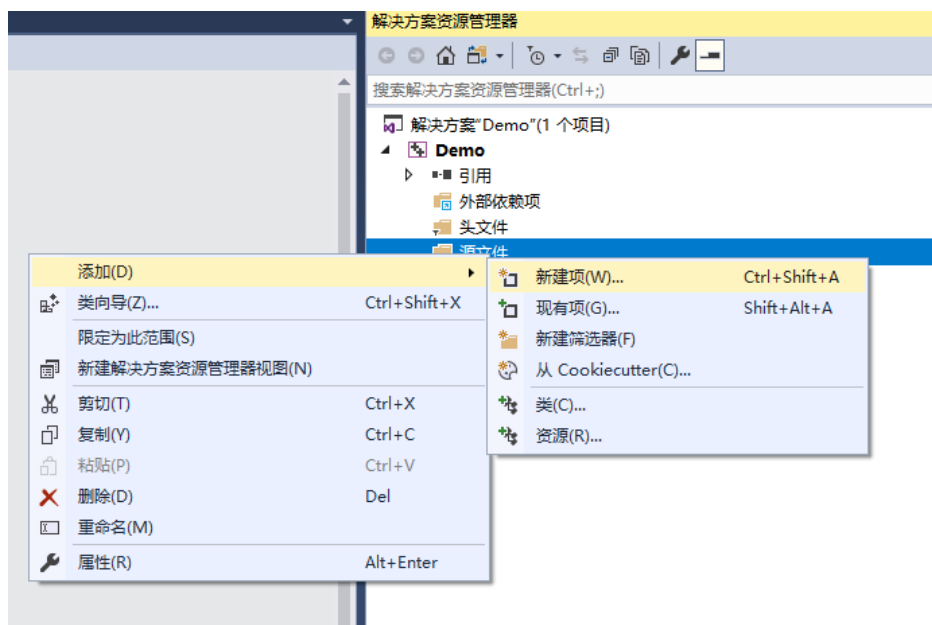 解决方案资源管理器
搜索解决方案资源管理器(Ctrl+;)
解决方案"Demo"(1 个项目)
Demo
引用
外部依赖项
头文件
源文件
添加(D)
类向导(Z)... Ctrl+Shift+X
限定为此范围(S)
新建解决方案资源管理器视图(N)
剪切(T) Ctrl+X
复制(Y) Ctrl+C
粘贴(P) Ctrl+V
删除(D) Del
重命名(M)
属性(R) Alt+Enter
新建项(W)... Ctrl+Shift+A
现有项(G)... Shift+Alt+A
新建筛选器(F)
从 Cookiecutter(C)...
类(C)...
资源(R)...